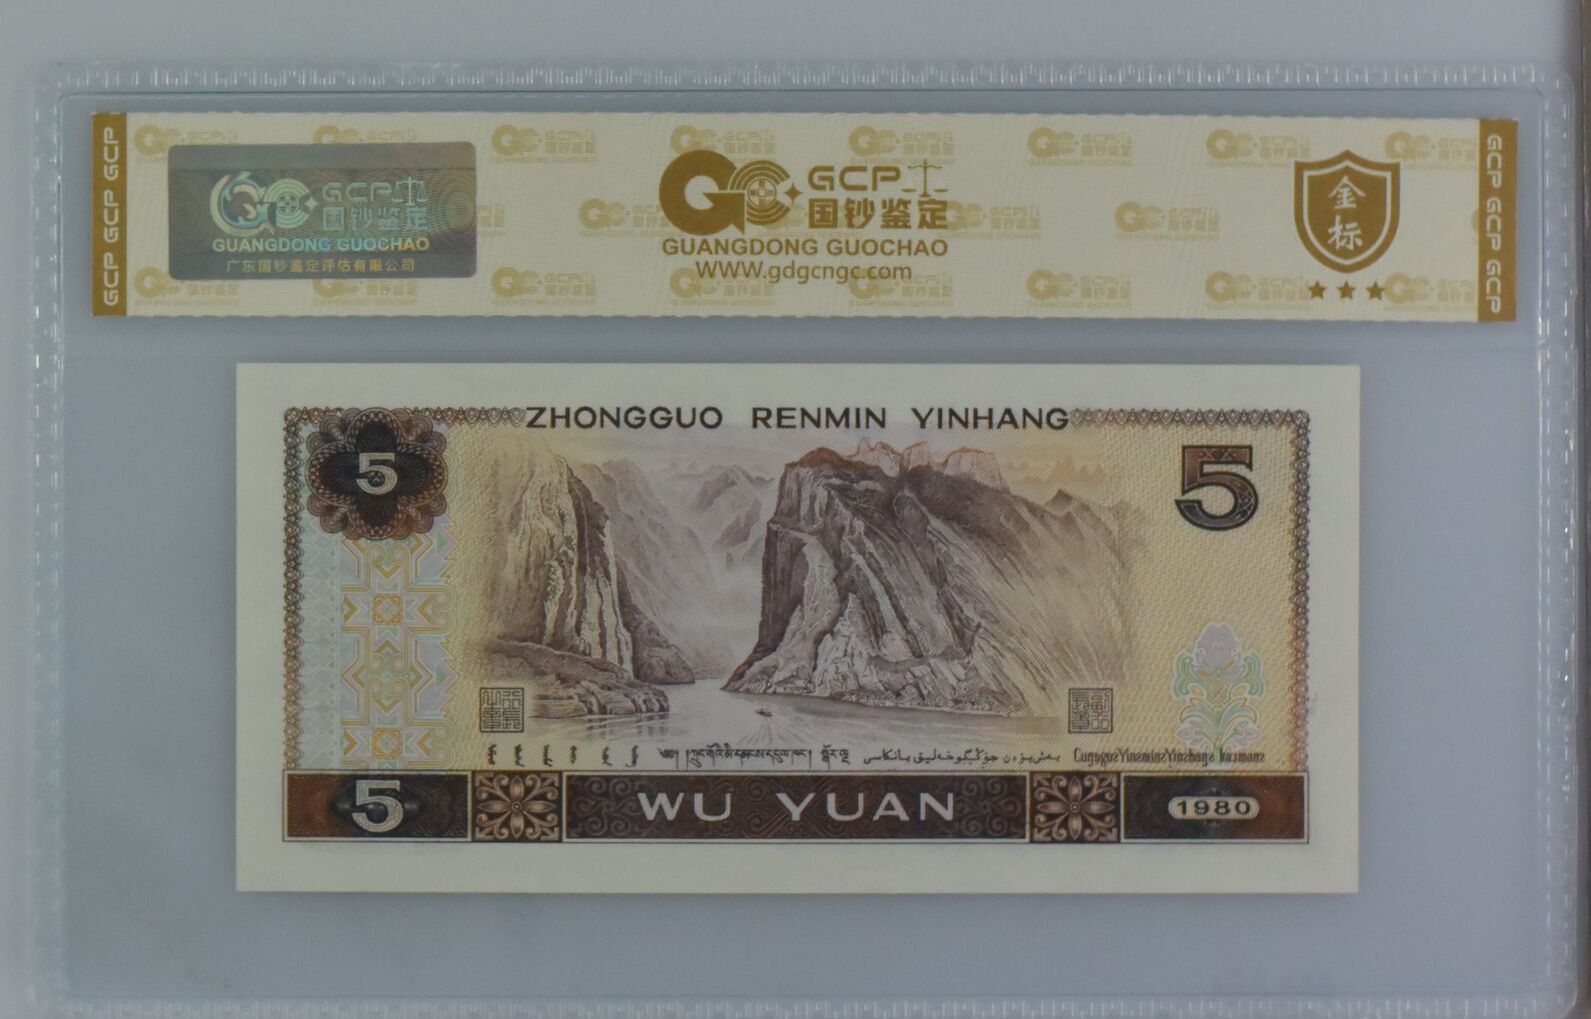 GCP GCP GCP
GCP
国钞鉴定
GUANGDONG GUOCHAO
广东国钞鉴定评估有限公司
GCP
国钞鉴定
GUANGDONG GUOCHAO
WWW.gdgcngc.com
金
标
GCP GCP GCP
ZHONGGUO RENMIN YINHANG
5
5
5
WU YUAN
1980